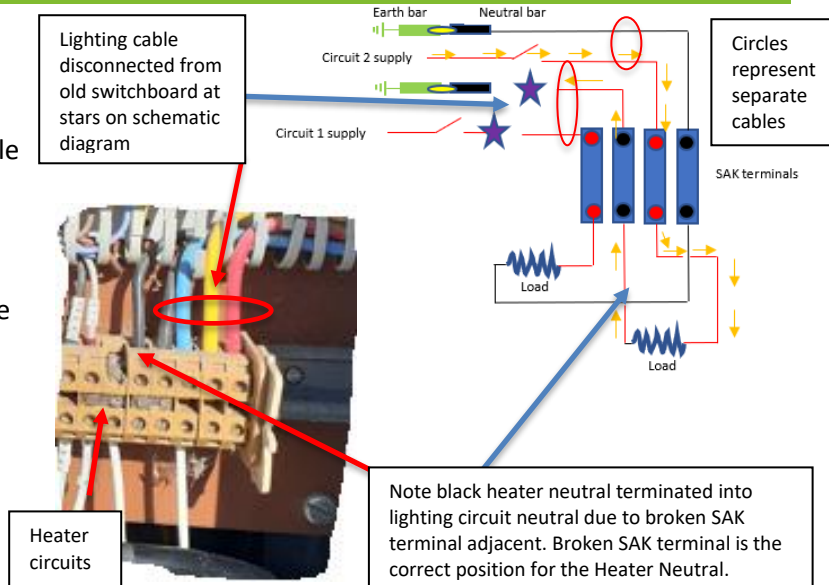 Lighting cable
disconnected from
old switchboard at
stars on schematic
diagram
Earth bar
Neutral bar
Circuit 2 supply
Circuit 1 supply
Circles
represent
separate
cables
SAK terminals
Load
Load
Heater
circuits
Note black heater neutral terminated into
lighting circuit neutral due to broken SAK
terminal adjacent. Broken SAK terminal is the
correct position for the Heater Neutral.